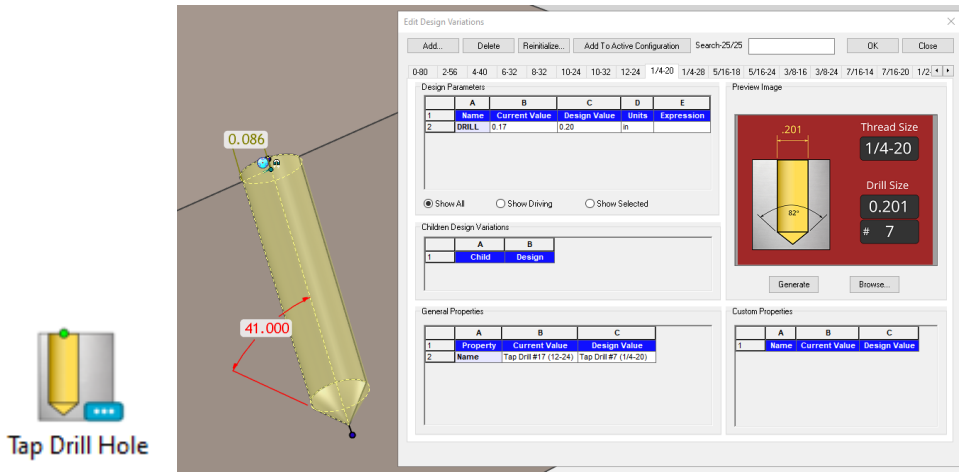 Tap Drill Hole
0.086
41.000
Edit Design Variations
Add... Delete Reinitialize... Add To Active Configuration Search-25/25 OK Close
0-80 2-56 4-40 6-32 8-32 10-24 10-32 12-24 1/4-20 1/4-28 5/16-18 5/16-24 3/8-16 3/8-24 7/16-14 7/16-20 1/2-
Design Parameters
A B C D E
1 Name Current Value Design Value Units Expression
2 DRILL 0.17 0.20 in
Show All Show Driving Show Selected
Children Design Variations
A B
1 Child Design
General Properties
A B C
1 Property Current Value Design Value
2 Name Tap Drill #17 (12-24) Tap Drill #7 (1/4-20)
Preview Image
.201
82°
Thread Size
1/4-20
Drill Size
0.201
# 7
Generate Browse...
Custom Properties
A B C
1 Name Current Value Design Value